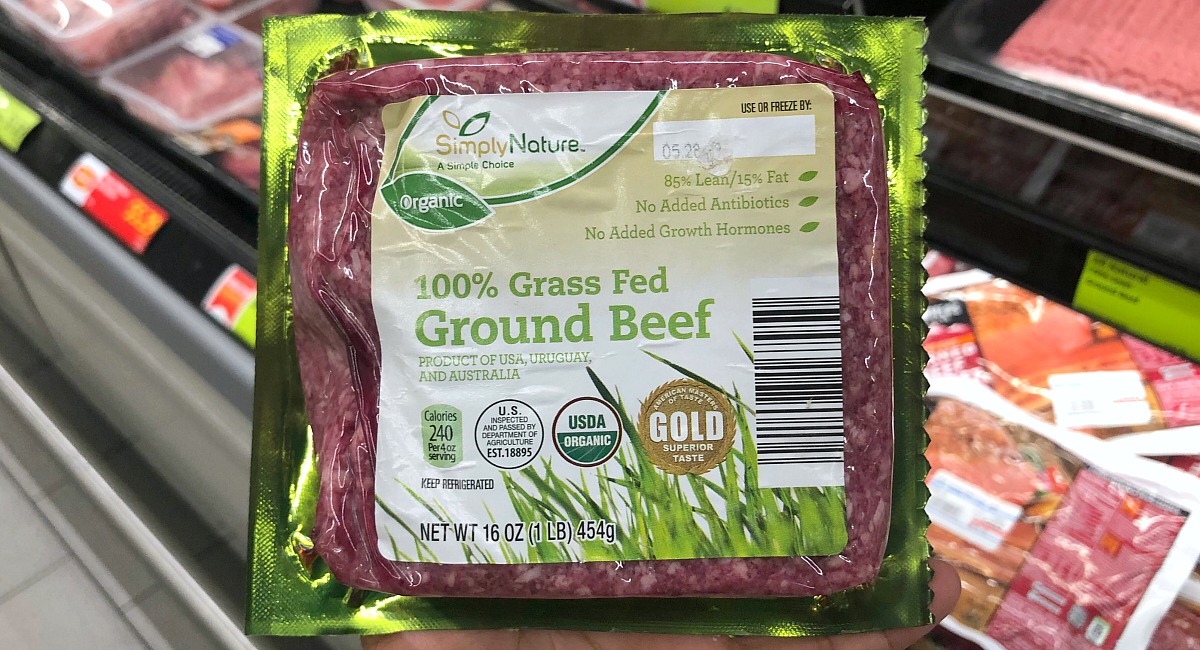 SimplyNature
A Simple Choice
Organic
USE OR FREEZE BY:
05 28
85% Lean/15% Fat
No Added Antibiotics
No Added Growth Hormones
100% Grass Fed
Ground Beef
PRODUCT OF USA, URUGUAY,
AND AUSTRALIA
Calories
240
Per 4 oz
serving
U.S.
INSPECTED
AND PASSED BY
DEPARTMENT OF
AGRICULTURE
EST.18895
USDA
ORGANIC
AMERICAN MASTERS
OF TASTE
GOLD
SUPERIOR
TASTE
KEEP REFRIGERATED
NET WT 16 OZ (1 LB) 454g